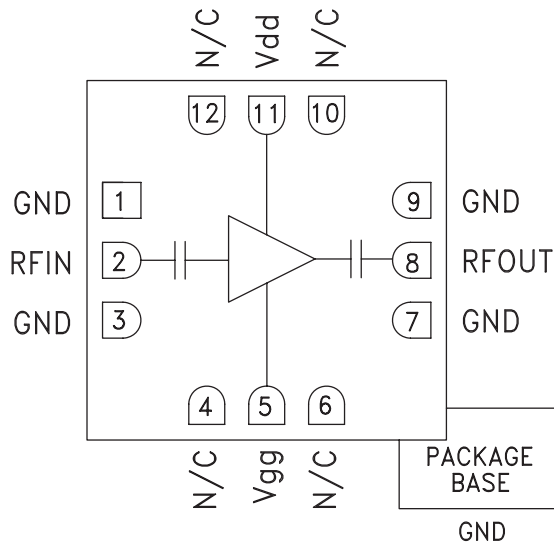 N/C Vdd N/C
12 11 10
GND 1 9 GND
RFIN 2 8 RFOUT
GND 3 7 GND
4 5 6
N/C Vgg N/C
PACKAGE
BASE
GND